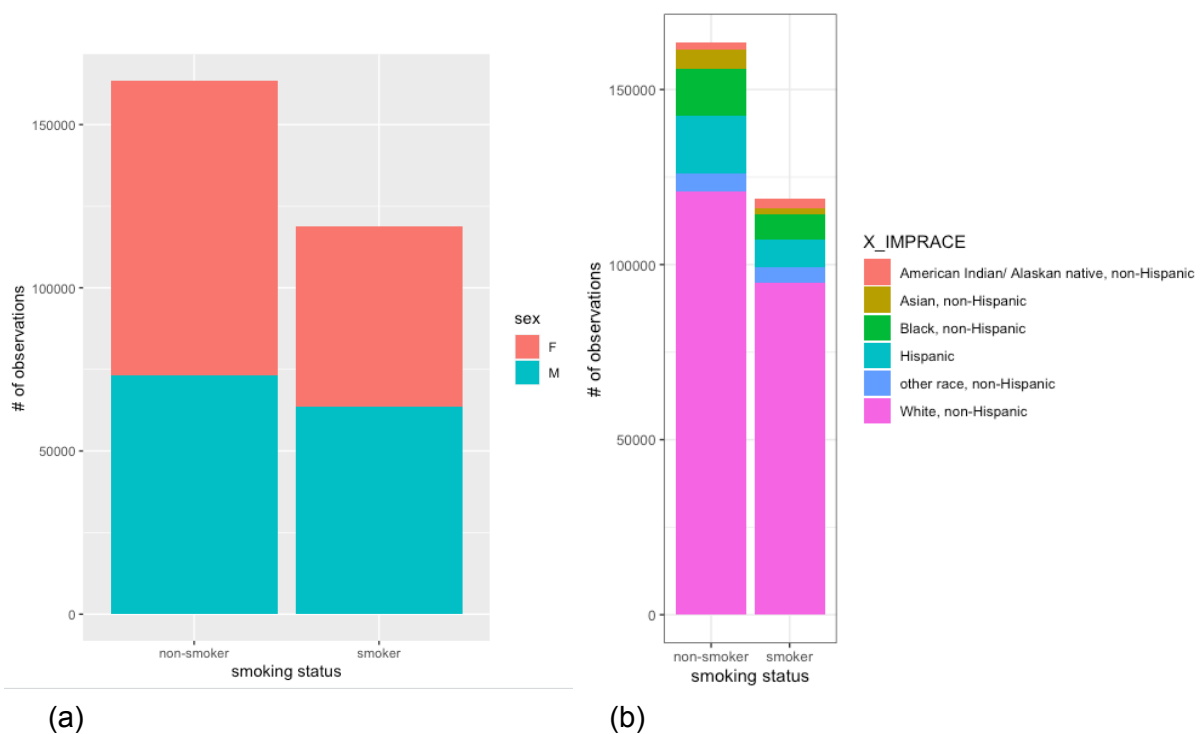 150000
100000
50000
0
# of observations
non-smoker
smoker
smoking status
sex
F
M
(a)
150000
100000
50000
0
# of observations
non-smoker
smoker
smoking status
X_IMPRACE
American Indian/ Alaskan native, non-Hispanic
Asian, non-Hispanic
Black, non-Hispanic
Hispanic
other race, non-Hispanic
White, non-Hispanic
(b)